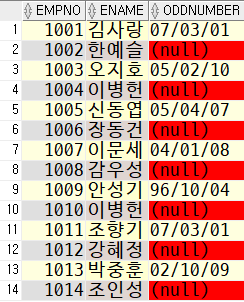 EMPNO ENAME ODDNUMBER
1 1001 김사랑 07/03/01
2 1002 한예슬 (null)
3 1003 오지호 05/02/10
4 1004 이병헌 (null)
5 1005 신동엽 05/04/07
6 1006 장동건 (null)
7 1007 이문세 04/01/08
8 1008 감우성 (null)
9 1009 안성기 96/10/04
10 1010 이병헌 (null)
11 1011 조향기 07/03/01
12 1012 강혜정 (null)
13 1013 박중훈 02/10/09
14 1014 조인성 (null)